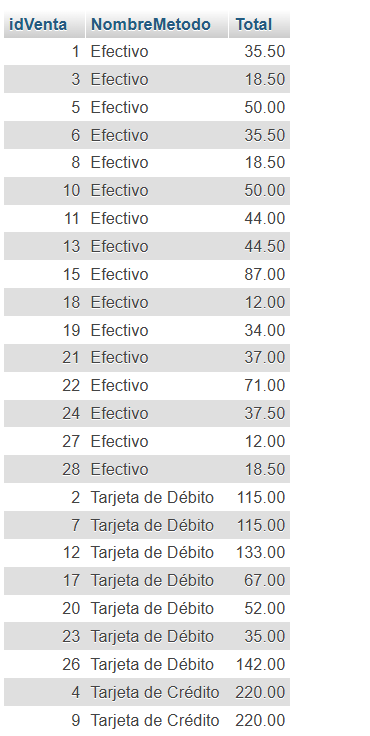 idVenta NombreMetodo Total
1 Efectivo 35.50
3 Efectivo 18.50
5 Efectivo 50.00
6 Efectivo 35.50
8 Efectivo 18.50
10 Efectivo 50.00
11 Efectivo 44.00
13 Efectivo 44.50
15 Efectivo 87.00
18 Efectivo 12.00
19 Efectivo 34.00
21 Efectivo 37.00
22 Efectivo 71.00
24 Efectivo 37.50
27 Efectivo 12.00
28 Efectivo 18.50
2 Tarjeta de Débito 115.00
7 Tarjeta de Débito 115.00
12 Tarjeta de Débito 133.00
17 Tarjeta de Débito 67.00
20 Tarjeta de Débito 52.00
23 Tarjeta de Débito 35.00
26 Tarjeta de Débito 142.00
4 Tarjeta de Crédito 220.00
9 Tarjeta de Crédito 220.00